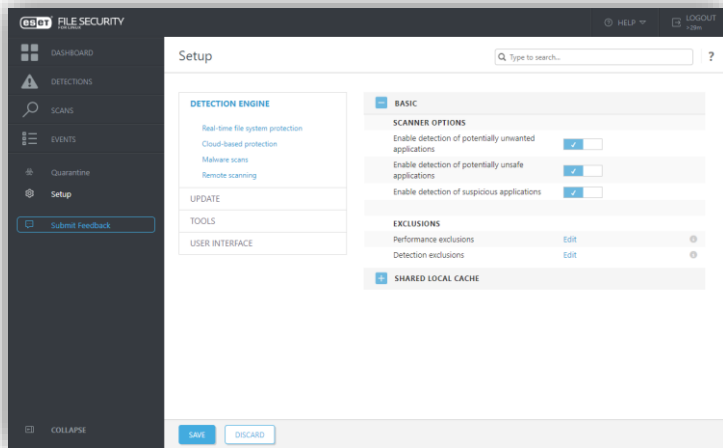 eset FILE SECURITY
FOR LINUX
HELP
LOGOUT
>29m
DASHBOARD
DETECTIONS
SCANS
EVENTS
Quarantine
Setup
Submit Feedback
COLLAPSE
Setup
Type to search...
?
DETECTION ENGINE
Real-time file system protection
Cloud-based protection
Malware scans
Remote scanning
UPDATE
TOOLS
USER INTERFACE
BASIC
SCANNER OPTIONS
Enable detection of potentially unwanted
applications
Enable detection of potentially unsafe
applications
Enable detection of suspicious applications
EXCLUSIONS
Performance exclusions Edit
Detection exclusions Edit
SHARED LOCAL CACHE
SAVE DISCARD